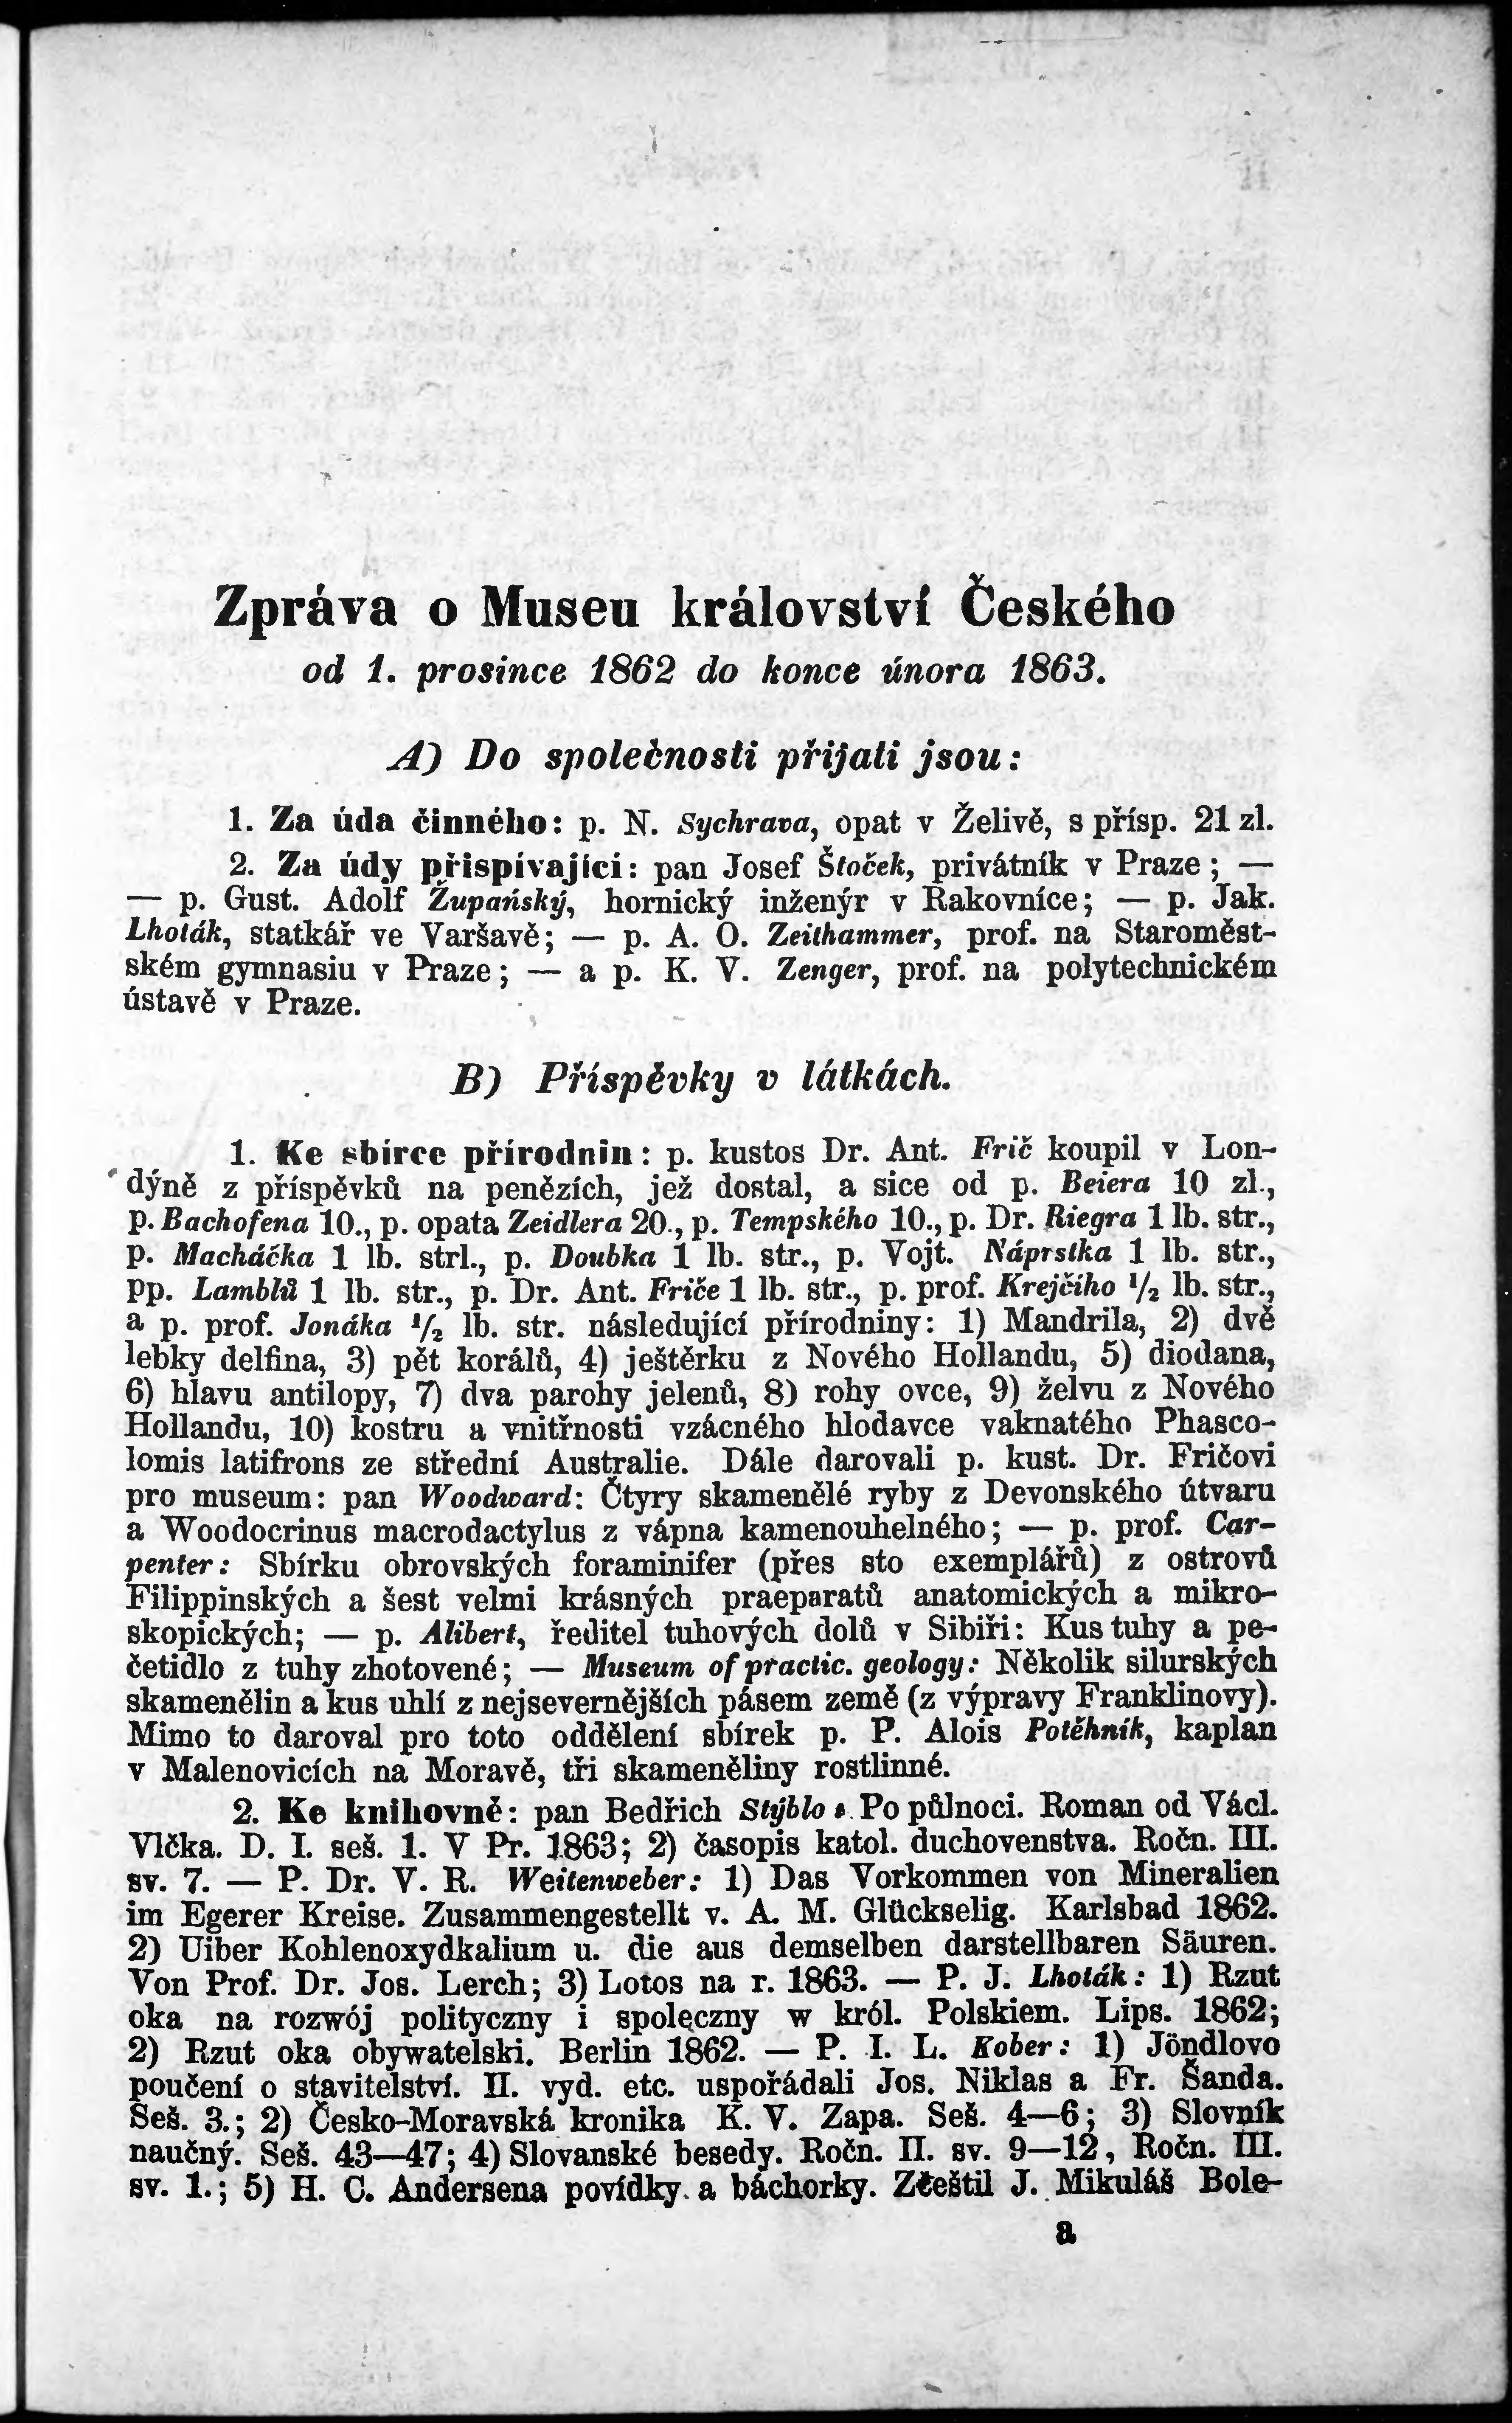 Zpráva o Museu království Českého
od 1. prosince 1862 do konce února 1863.
A) Do společnosti přijati jsou:
1. Za úda činného: p. N. Sychrava, opat v Želivě, s přísp. 21 zl.
2. Za údy přispívající: pan Josef Štoček, privátník v Praze; —
— p. Gust. Adolf Župańský, hornický inženýr v Rakovníce; — p. Jak.
Lhoták, statkář ve Varšavě; — p. A. O. Zeithammer, prof. na Staroměst-
ském gymnasiu v Praze; — a p. K. V. Zenger, prof. na polytechnickém
ústavě v Praze.
B) Příspěvky v látkách.
1. Ke sbírce přírodnin: p. kustos Dr. Ant. Frič koupil v Lon-
dýně z příspěvků na penězích, jež dostal, a sice od p. Beiera 10 zl.,
p. Bachofena 10., p. opata Zeidlera 20., p. Tempského 10., p. Dr. Riegra 1 lb. str.,
p. Macháčka 1 lb. strl., p. Doubka 1 lb. str., p. Vojt. Náprstka 1 lb. str.,
pp. Lamblů 1 lb. str., p. Dr. Ant. Friče 1 lb. str., p. prof. Krejčího ½ lb. str.,
a p. prof. Jonáka ½ lb. str. následující přírodniny: 1) Mandrila, 2) dvě
lebky delfina, 3) pět korálů, 4) ještěrku z Nového Hollandu, 5) diodana,
6) hlavu antilopy, 7) dva parohy jelenů, 8) rohy ovce, 9) želvu z Nového
Hollandu, 10) kostru a vnitřnosti vzácného hlodavce vaknatého Phasco-
lomis latifrons ze střední Australie. Dále darovali p. kust. Dr. Fričovi
pro museum: pan Woodward: Čtyry skamenělé ryby z Devonského útvaru
a Woodocrinus macrodactylus z vápna kamenouhelného; — p. prof. Car-
penter: Sbírku obrovských foraminifer (přes sto exemplářů) z ostrovů
Filippinských a šest velmi krásných praeparatů anatomických a mikro-
skopických; — p. Alibert, ředitel tuhových dolů v Sibiři: Kus tuhy a pe-
četidlo z tuhy zhotovené; — Museum of practic. geology: Několik silurských
skamenělin a kus uhlí z nejsevernějších pásem země (z výpravy Franklinovy).
Mimo to daroval pro toto oddělení sbírek p. P. Alois Potěhník, kaplan
v Malenovicích na Moravě, tři skameněliny rostlinné.
2. Ke knihovně: pan Bedřich Stýblo: Po půlnoci. Roman od Václ.
Vlčka. D. I. seš. 1. V Pr. 1863; 2) časopis katol. duchovenstva. Ročn. III.
sv. 7. — P. Dr. V. R. Weitenweber: 1) Das Vorkommen von Mineralien
im Egerer Kreise. Zusammengestellt v. A. M. Glückselig. Karlsbad 1862.
2) Uiber Kohlenoxydkalium u. die aus demselben darstellbaren Säuren.
Von Prof. Dr. Jos. Lerch; 3) Lotos na r. 1863. — P. J. Lhoták: 1) Rzut
oka na rozwój polityczny i spolęczny w król. Polskiem. Lips. 1862;
2) Rzut oka obywatelski. Berlin 1862. — P. I. L. Kober: 1) Jöndlovo
poučení o stavitelství. II. vyd. etc. uspořádali Jos. Niklas a Fr. Šanda.
Seš. 3.; 2) Česko-Moravská kronika K. V. Zapa. Seš. 4—6; 3) Slovník
naučný. Seš. 43—47; 4) Slovanské besedy. Ročn. II. sv. 9—12, Ročn. III.
sv. 1.; 5) H. C. Andersena povídky a báchorky. Zčeštil J. Mikuláš Bole-
a